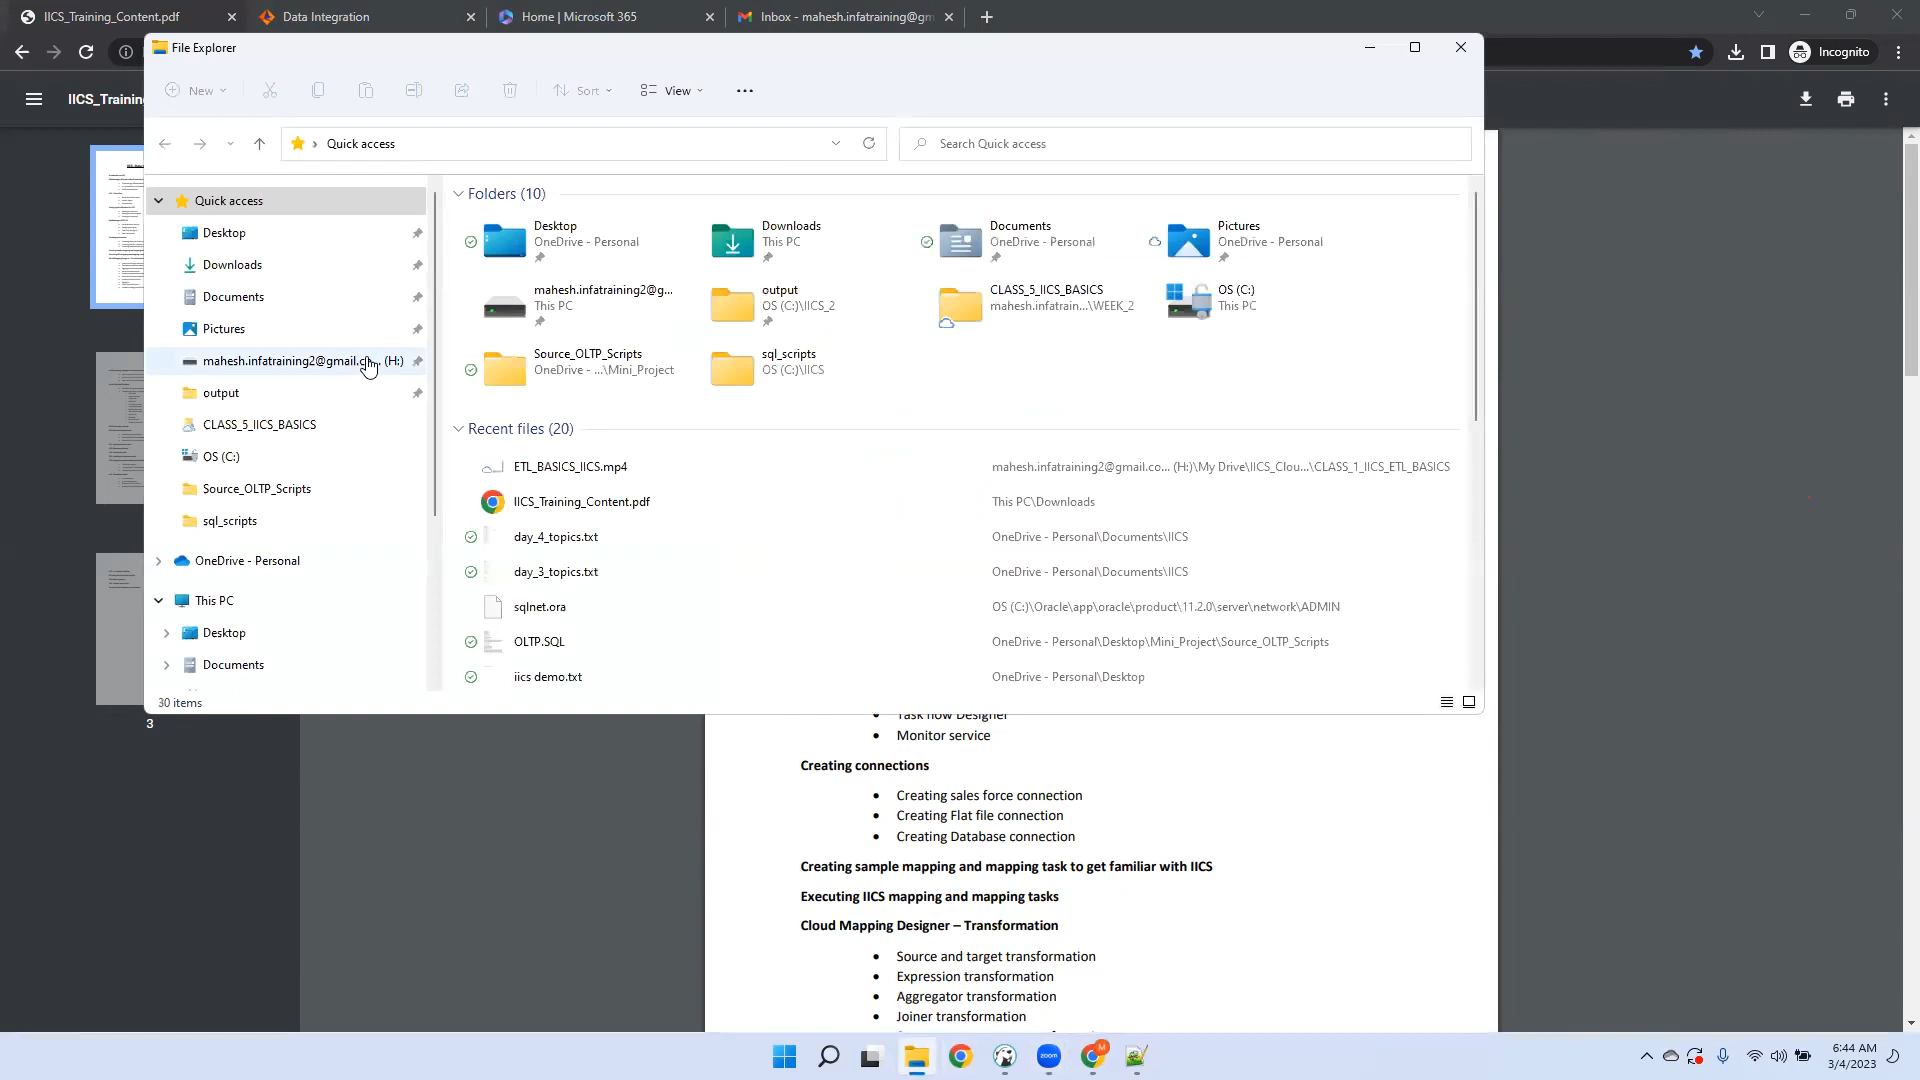 IICS_Training_Content.pdf
Data Integration
Home | Microsoft 365
Inbox - mahesh.infatraining@gm
Incognito
IICS_Trainin
File Explorer
New
Sort
View
Quick access
Search Quick access
Quick access
Desktop
Downloads
Documents
Pictures
mahesh.infatraining2@gmail.c... (H:)
output
CLASS_5_IICS_BASICS
OS (C:)
Source_OLTP_Scripts
sql_scripts
OneDrive - Personal
This PC
Desktop
Documents
30 items
Folders (10)
Desktop
OneDrive - Personal
Downloads
This PC
Documents
OneDrive - Personal
Pictures
OneDrive - Personal
mahesh.infatraining2@g...
This PC
output
OS (C:)\IICS_2
CLASS_5_IICS_BASICS
mahesh.infatrain...\WEEK_2
OS (C:)
This PC
Source_OLTP_Scripts
OneDrive - ...\Mini_Project
sql_scripts
OS (C:)\IICS
Recent files (20)
ETL_BASICS_IICS.mp4
mahesh.infatraining2@gmail.co... (H:)\My Drive\IICS_Clou...\CLASS_1_IICS_ETL_BASICS
IICS_Training_Content.pdf
This PC\Downloads
day_4_topics.txt
OneDrive - Personal\Documents\IICS
day_3_topics.txt
OneDrive - Personal\Documents\IICS
sqlnet.ora
OS (C:)\Oracle\app\oracle\product\11.2.0\server\network\ADMIN
OLTP.SQL
OneDrive - Personal\Desktop\Mini_Project\Source_OLTP_Scripts
iics demo.txt
OneDrive - Personal\Desktop
3
Task flow Designer
• Monitor service
Creating connections
• Creating sales force connection
• Creating Flat file connection
• Creating Database connection
Creating sample mapping and mapping task to get familiar with IICS
Executing IICS mapping and mapping tasks
Cloud Mapping Designer – Transformation
• Source and target transformation
• Expression transformation
• Aggregator transformation
• Joiner transformation
zoom
M
6:44 AM
3/4/2023